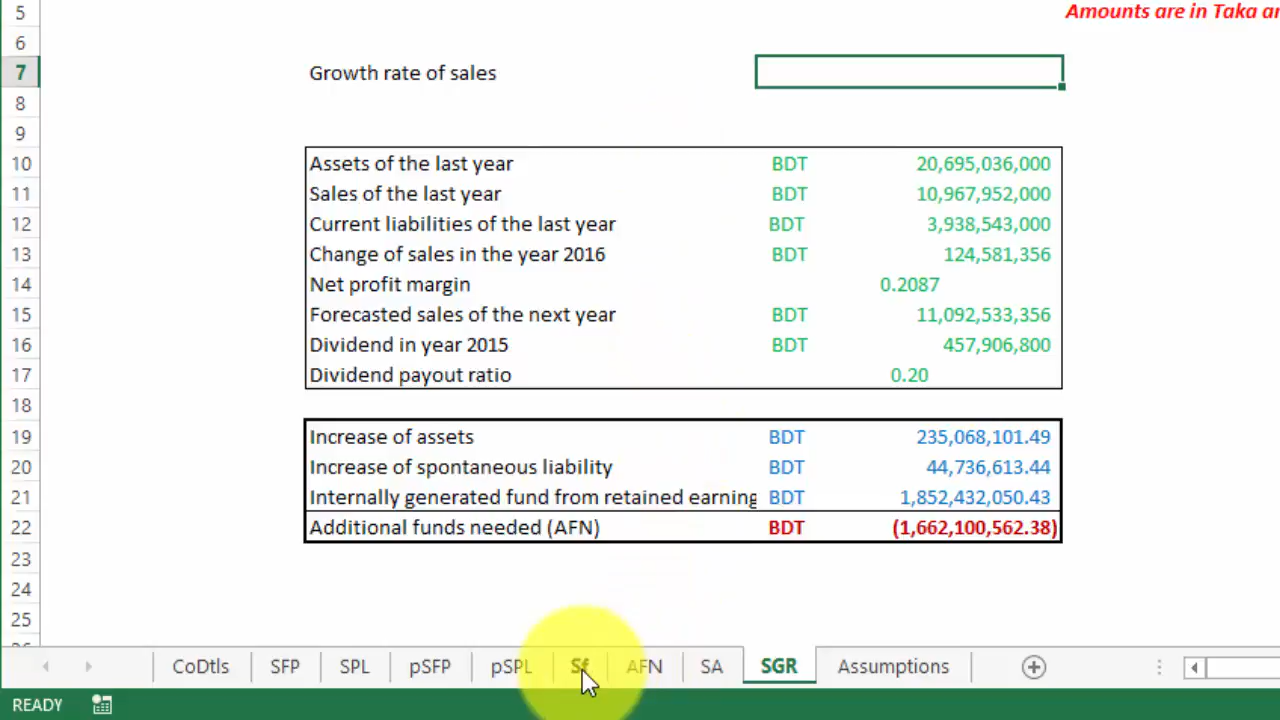 5 Amounts are in Taka ar
6
7 Growth rate of sales
8
9
10 Assets of the last year BDT 20,695,036,000
11 Sales of the last year BDT 10,967,952,000
12 Current liabilities of the last year BDT 3,938,543,000
13 Change of sales in the year 2016 BDT 124,581,356
14 Net profit margin 0.2087
15 Forecasted sales of the next year BDT 11,092,533,356
16 Dividend in year 2015 BDT 457,906,800
17 Dividend payout ratio 0.20
18
19 Increase of assets BDT 235,068,101.49
20 Increase of spontaneous liability BDT 44,736,613.44
21 Internally generated fund from retained earning BDT 1,852,432,050.43
22 Additional funds needed (AFN) BDT (1,662,100,562.38)
23
24
25
CoDtls SFP SPL pSFP pSPL Sf AFN SA SGR Assumptions
READY